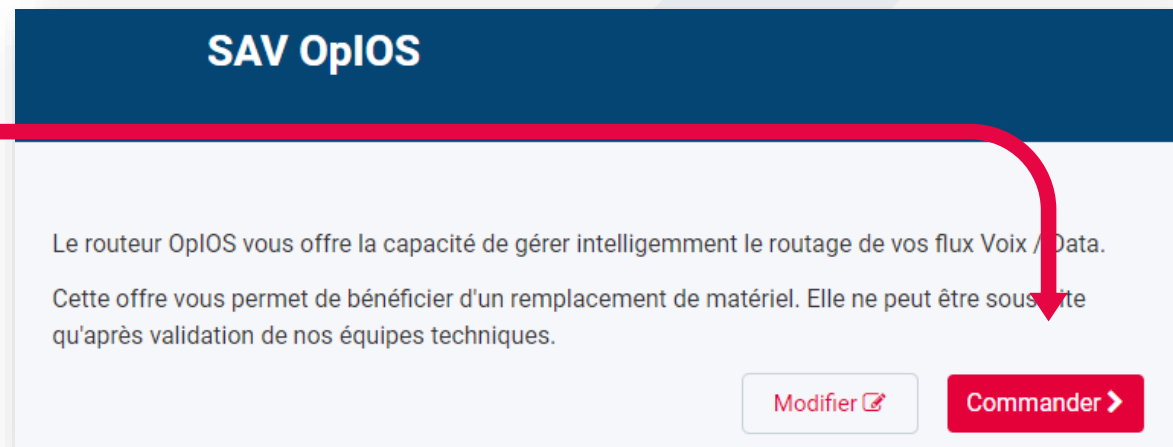 SAV OpIOS
Le routeur OpIOS vous offre la capacité de gérer intelligemment le routage de vos flux Voix / Data.
Cette offre vous permet de bénéficier d'un remplacement de matériel. Elle ne peut être souscrite
qu'après validation de nos équipes techniques.
Modifier
Commander